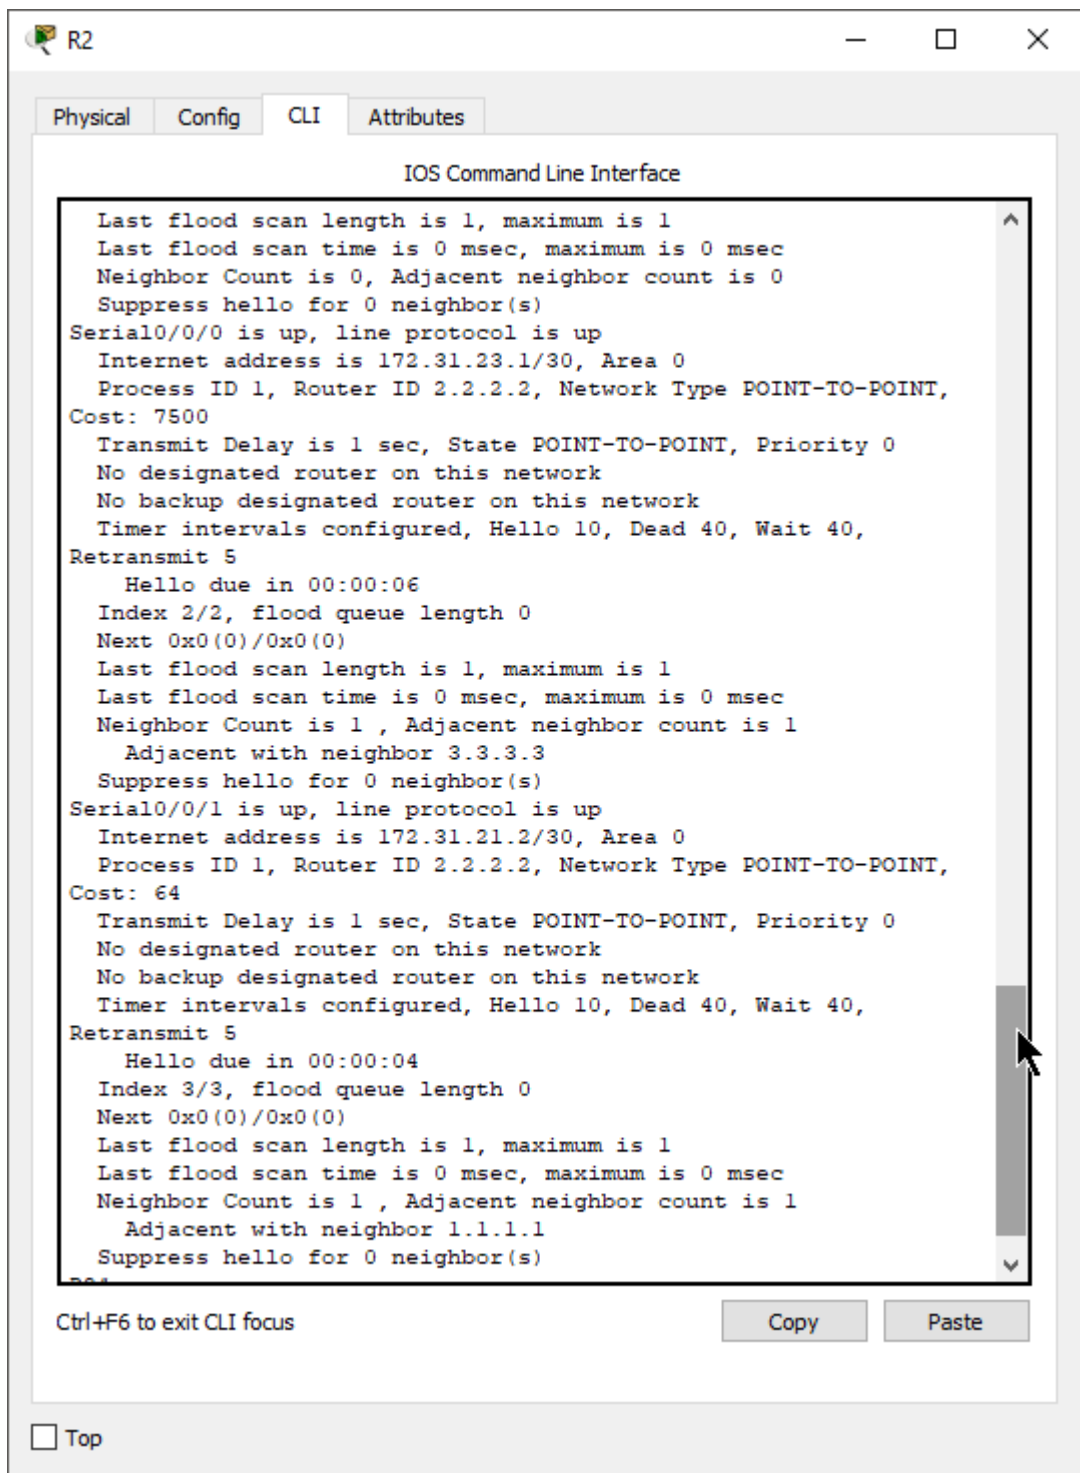 R2
Physical Config CLI Attributes
IOS Command Line Interface
Last flood scan length is 1, maximum is 1
Last flood scan time is 0 msec, maximum is 0 msec
Neighbor Count is 0, Adjacent neighbor count is 0
Suppress hello for 0 neighbor(s)
Serial0/0/0 is up, line protocol is up
Internet address is 172.31.23.1/30, Area 0
Process ID 1, Router ID 2.2.2.2, Network Type POINT-TO-POINT,
Cost: 7500
Transmit Delay is 1 sec, State POINT-TO-POINT, Priority 0
No designated router on this network
No backup designated router on this network
Timer intervals configured, Hello 10, Dead 40, Wait 40,
Retransmit 5
Hello due in 00:00:06
Index 2/2, flood queue length 0
Next 0x0(0)/0x0(0)
Last flood scan length is 1, maximum is 1
Last flood scan time is 0 msec, maximum is 0 msec
Neighbor Count is 1 , Adjacent neighbor count is 1
Adjacent with neighbor 3.3.3.3
Suppress hello for 0 neighbor(s)
Serial0/0/1 is up, line protocol is up
Internet address is 172.31.21.2/30, Area 0
Process ID 1, Router ID 2.2.2.2, Network Type POINT-TO-POINT,
Cost: 64
Transmit Delay is 1 sec, State POINT-TO-POINT, Priority 0
No designated router on this network
No backup designated router on this network
Timer intervals configured, Hello 10, Dead 40, Wait 40,
Retransmit 5
Hello due in 00:00:04
Index 3/3, flood queue length 0
Next 0x0(0)/0x0(0)
Last flood scan length is 1, maximum is 1
Last flood scan time is 0 msec, maximum is 0 msec
Neighbor Count is 1 , Adjacent neighbor count is 1
Adjacent with neighbor 1.1.1.1
Suppress hello for 0 neighbor(s)
Ctrl+F6 to exit CLI focus
Copy Paste
Top